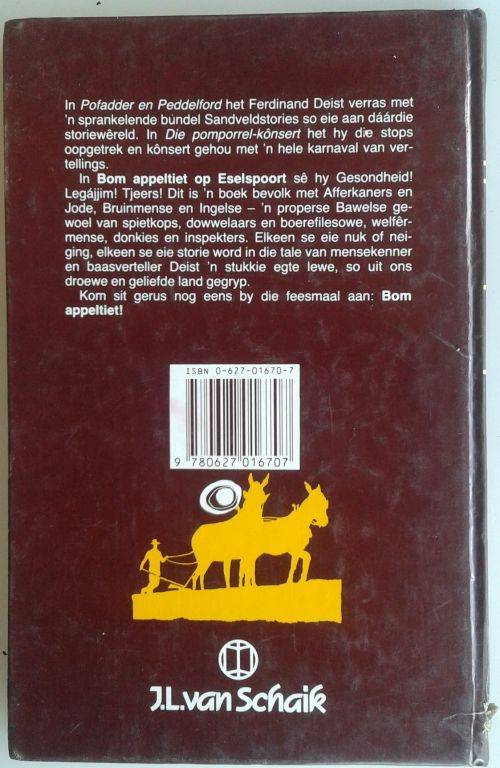 In Pofadder en Peddelford het Ferdinand Deist verras met
'n sprankelende bundel Sandveldstories so eie aan dáárdie
storiewêreld. In Die pomporrel-kônsert het hy die stops
oopgetrek en kônsert gehou met 'n hele karnaval van ver-
tellings.
In Bom appeltiet op Eselspoort sê hy Gesondheid!
Legájjim! Tjeers! Dit is 'n boek bevolk met Afferkaners en
Jode, Bruinmense en Ingelse – 'n properse Bawelse ge-
woel van spietkops, dowwelaars en boerefilesowe, welfêr-
mense, donkies en inspekters. Elkeen se eie nuk of nei-
ging, elkeen se eie storie word in die tale van mensekenner
en baasverteller Deist 'n stukkie egte lewe, so uit ons
droewe en geliefde land gegryp.
Kom sit gerus nog eens by die feesmaal aan: Bom
appeltiet!
ISBN 0-627-01670-7
9 780627 016707
J.L.van Schaik